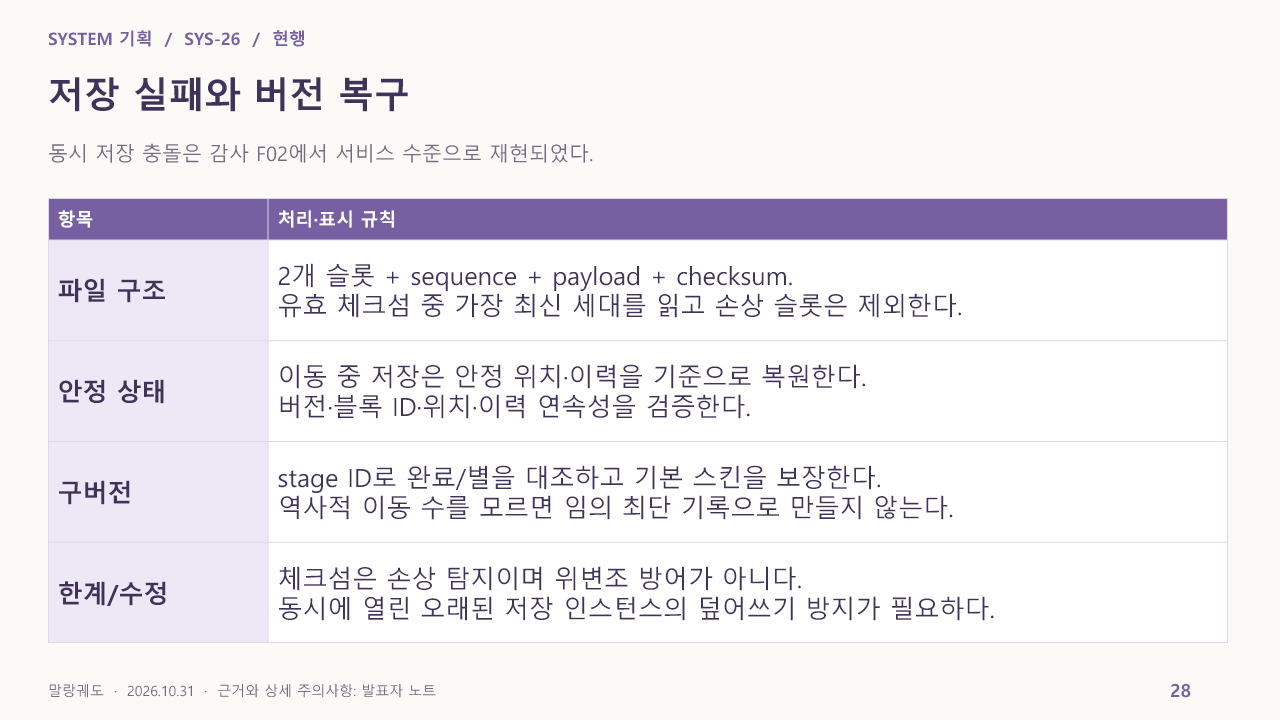 SYSTEM 기획 / SYS-26 / 현행
저장 실패와 버전 복구
동시 저장 충돌은 감사 F02에서 서비스 수준으로 재현되었다.
항목
처리·표시 규칙
파일 구조
2개 슬롯 + sequence + payload + checksum.
유효 체크섬 중 가장 최신 세대를 읽고 손상 슬롯은 제외한다.
안정 상태
이동 중 저장은 안정 위치·이력을 기준으로 복원한다.
버전·블록 ID·위치·이력 연속성을 검증한다.
구버전
stage ID로 완료/별을 대조하고 기본 스킨을 보장한다.
역사적 이동 수를 모르면 임의 최단 기록으로 만들지 않는다.
한계/수정
체크섬은 손상 탐지이며 위변조 방어가 아니다.
동시에 열린 오래된 저장 인스턴스의 덮어쓰기 방지가 필요하다.
말랑궤도 · 2026.10.31 · 근거와 상세 주의사항: 발표자 노트
28